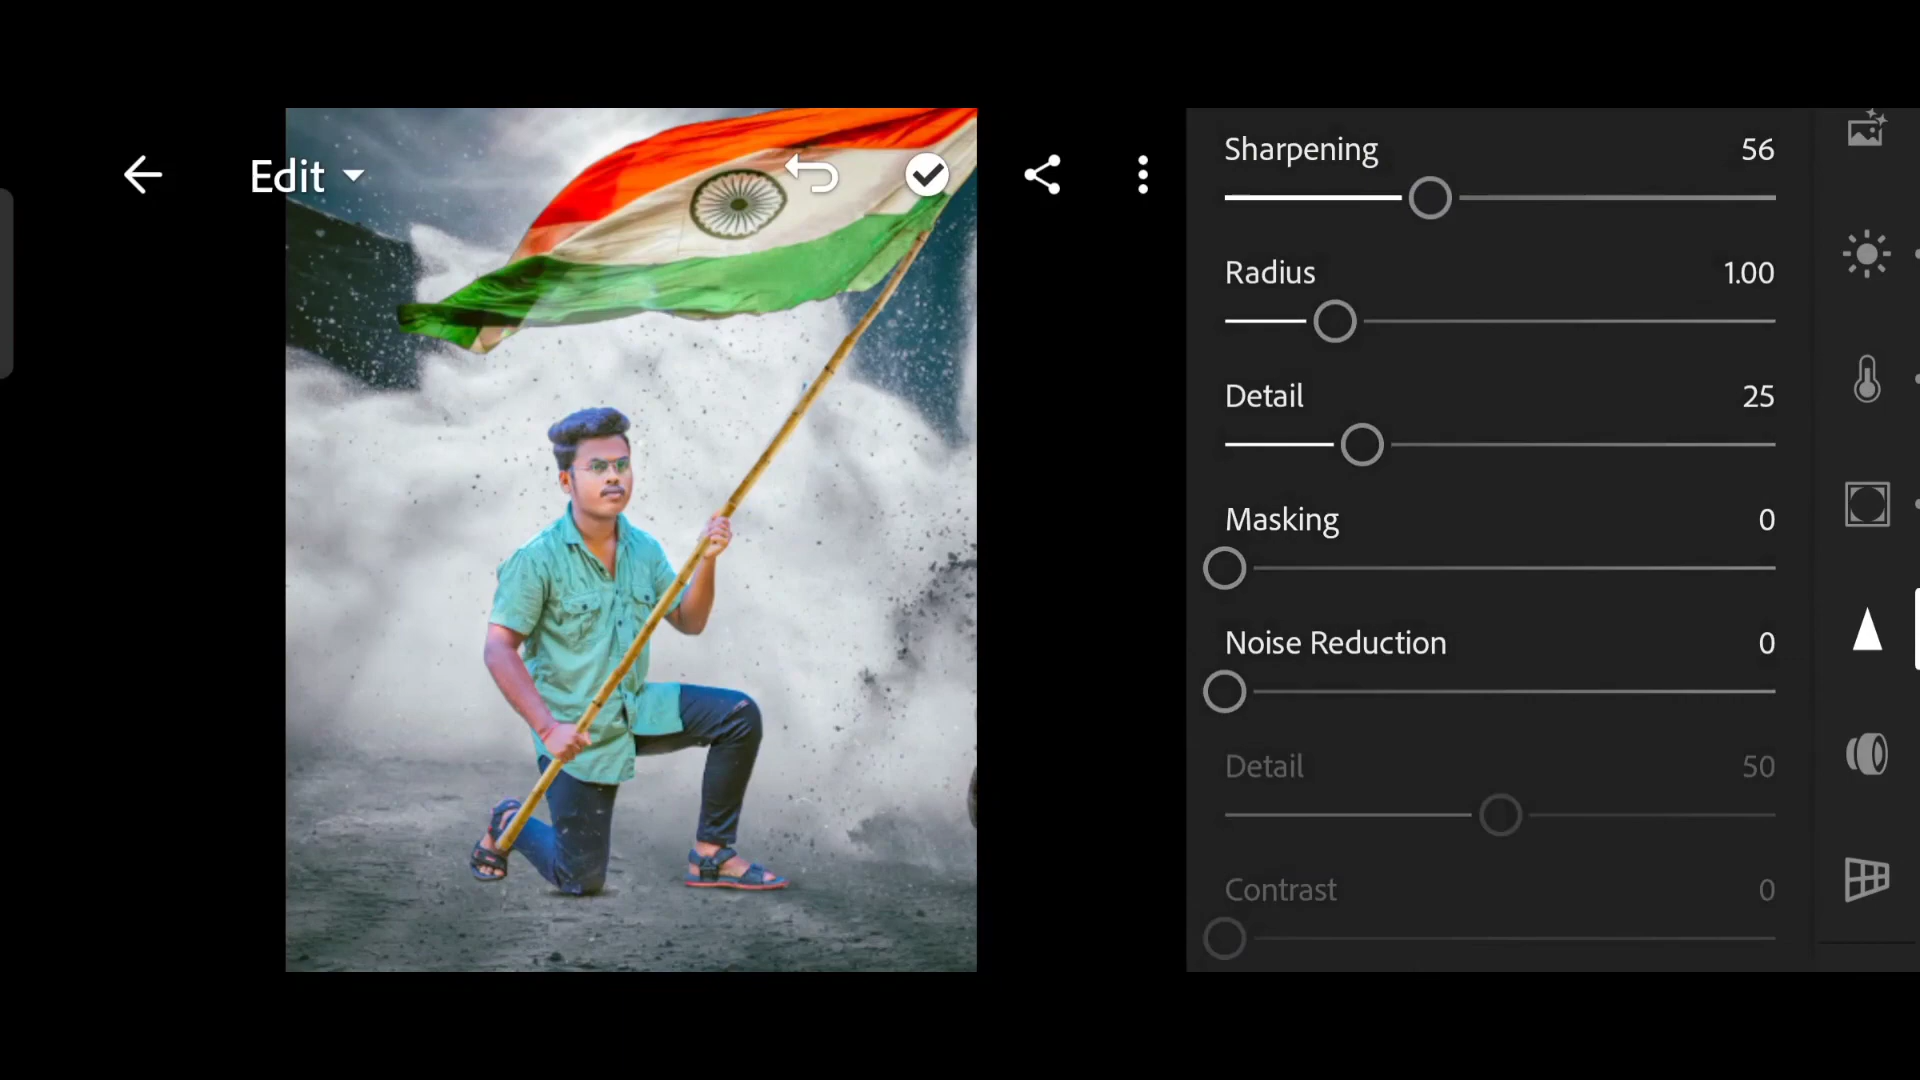 Edit
Sharpening 56
Radius 1.00
Detail 25
Masking 0
Noise Reduction 0
Detail 50
Contrast 0